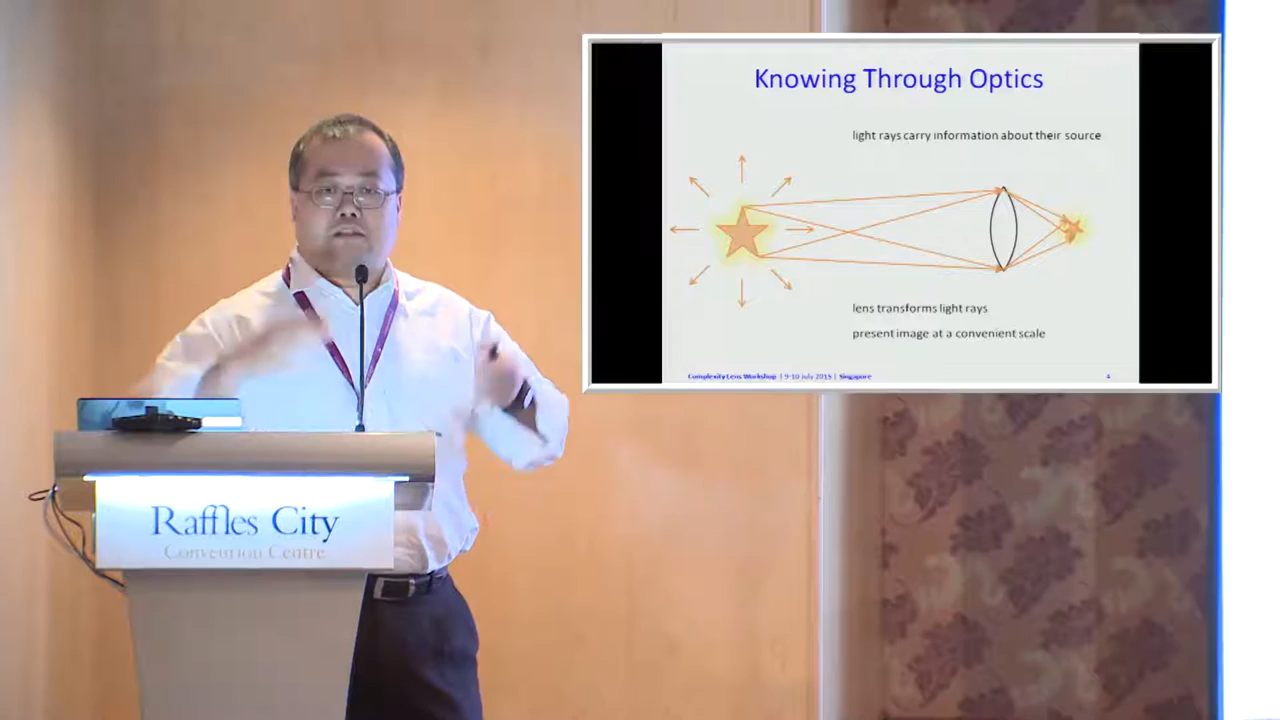 Knowing Through Optics
light rays carry information about their source
lens transforms light rays
present image at a convenient scale
Complexity Lens Workshop | 9-10 July 2015 | Singapore
4
Raffles City
Convention Centre